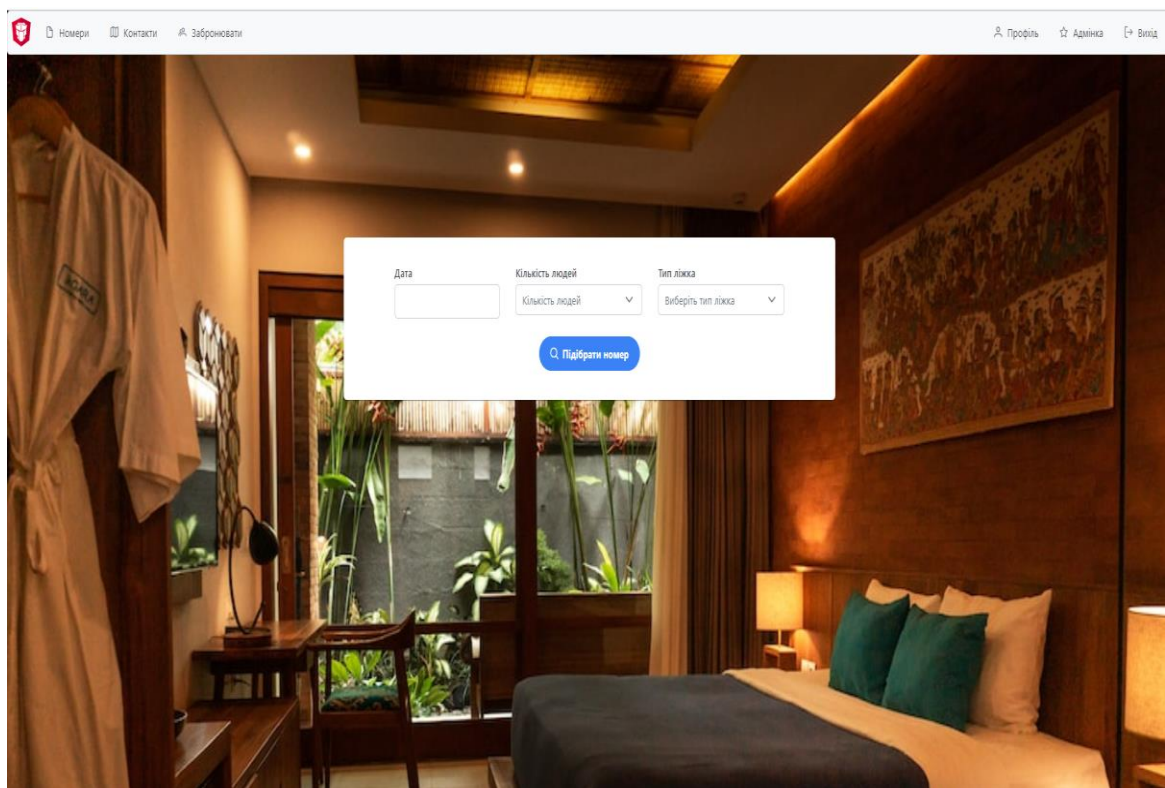 Номери
Контакти
Забронювати
Профіль
Адмінка
Вихід
Дата
Кількість людей
Тип ліжка
Кількість людей
Виберіть тип ліжка
Підібрати номер